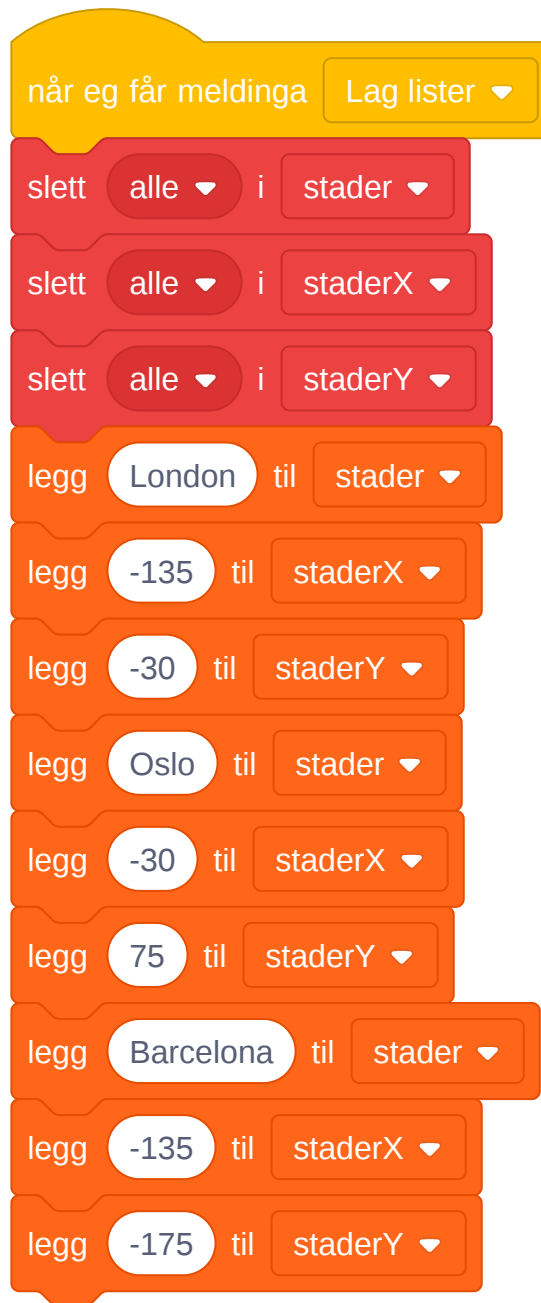 når eg får meldinga Lag lister
slett alle i stader
slett alle i staderX
slett alle i staderY
legg London til stader
legg -135 til staderX
legg -30 til staderY
legg Oslo til stader
legg -30 til staderX
legg 75 til staderY
legg Barcelona til stader
legg -135 til staderX
legg -175 til staderY